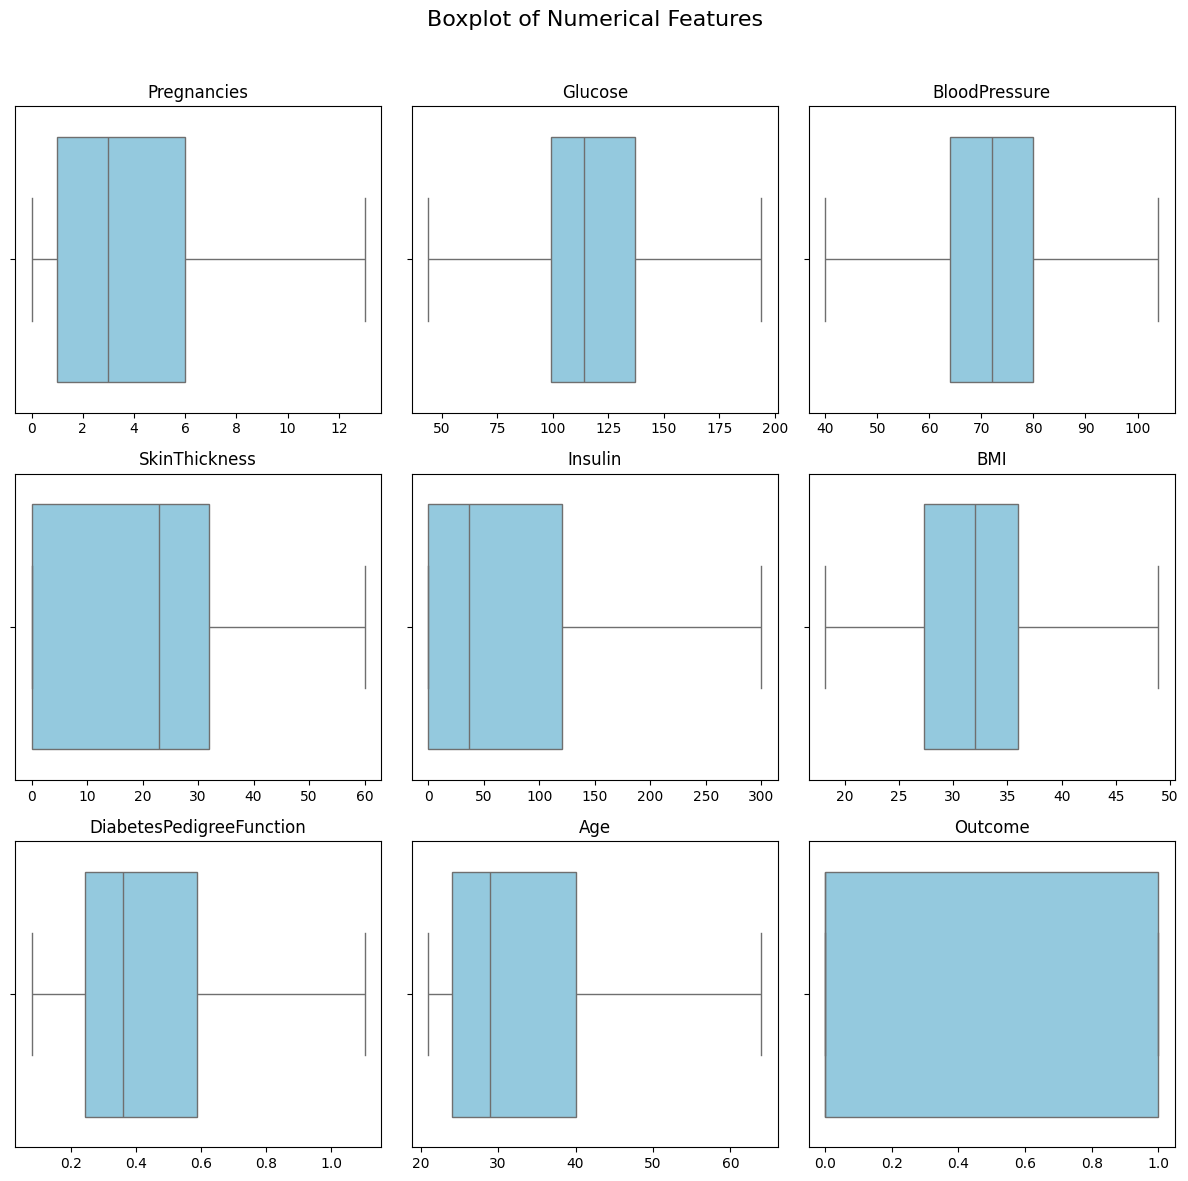 Boxplot of Numerical Features
Pregnancies Glucose BloodPressure
0 2 4 6 8 10 12 50 75 100 125 150 175 200 40 50 60 70 80 90 100
SkinThickness Insulin BMI
0 10 20 30 40 50 60 0 50 100 150 200 250 300 20 25 30 35 40 45 50
DiabetesPedigreeFunction Age Outcome
0.2 0.4 0.6 0.8 1.0 20 30 40 50 60 0.0 0.2 0.4 0.6 0.8 1.0